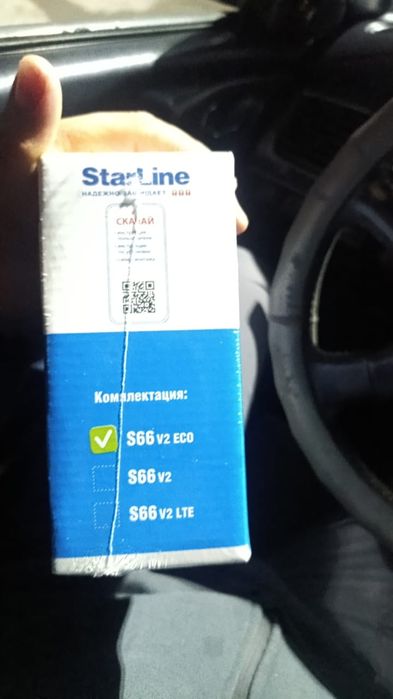 StarLine
НАДЕЖНО ЗАЩИЩАЕТ
СКАЧАЙ
Комплектация:
S66 V2 ECO
S66 V2
S66 V2 LTE